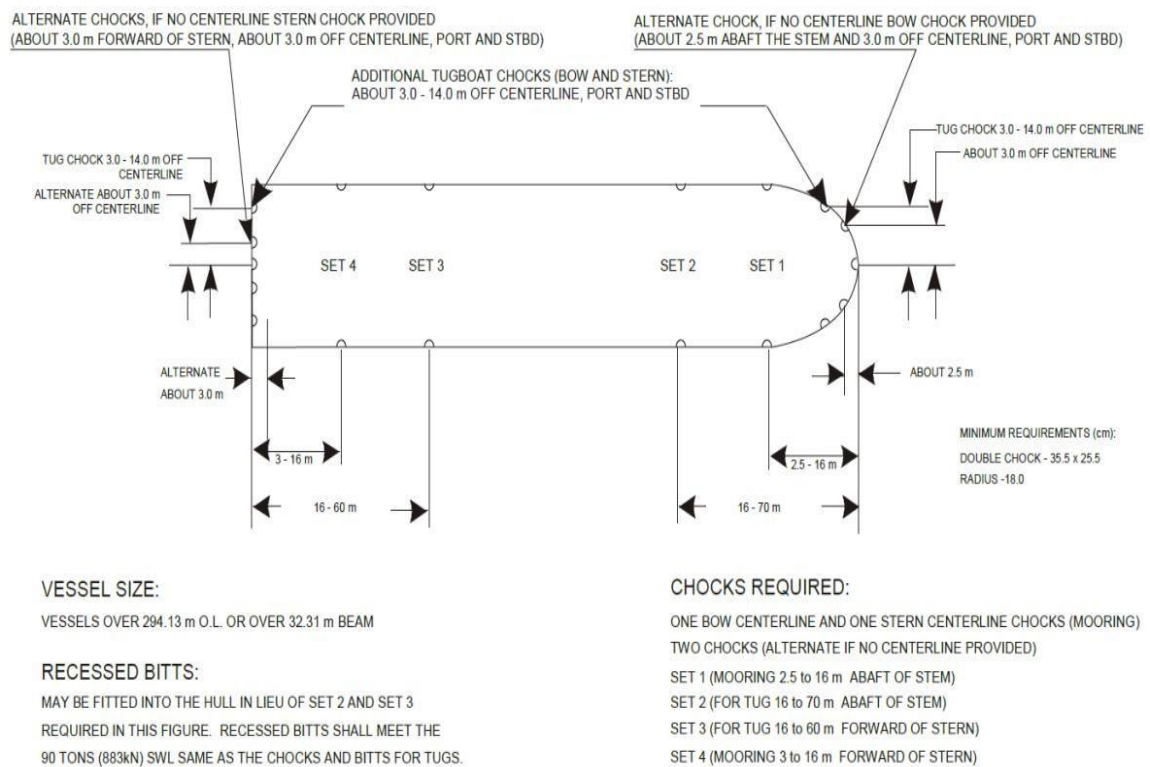 ALTERNATE CHOCKS, IF NO CENTERLINE STERN CHOCK PROVIDED
(ABOUT 3.0 m FORWARD OF STERN, ABOUT 3.0 m OFF CENTERLINE, PORT AND STBD)
ALTERNATE CHOCK, IF NO CENTERLINE BOW CHOCK PROVIDED
(ABOUT 2.5 m ABAFT THE STEM AND 3.0 m OFF CENTERLINE, PORT AND STBD)
ADDITIONAL TUGBOAT CHOCKS (BOW AND STERN):
ABOUT 3.0 - 14.0 m OFF CENTERLINE, PORT AND STBD
TUG CHOCK 3.0 - 14.0 m OFF
CENTERLINE
ALTERNATE ABOUT 3.0 m
OFF CENTERLINE
TUG CHOCK 3.0 - 14.0 m OFF CENTERLINE
ABOUT 3.0 m OFF CENTERLINE
SET 4
SET 3
SET 2
SET 1
ALTERNATE
ABOUT 3.0 m
ABOUT 2.5 m
3 - 16 m
2.5 - 16 m
16 - 60 m
16 - 70 m
MINIMUM REQUIREMENTS (cm):
DOUBLE CHOCK - 35.5 x 25.5
RADIUS -18.0
VESSEL SIZE:
VESSELS OVER 294.13 m O.L. OR OVER 32.31 m BEAM
RECESSED BITTS:
MAY BE FITTED INTO THE HULL IN LIEU OF SET 2 AND SET 3
REQUIRED IN THIS FIGURE. RECESSED BITTS SHALL MEET THE
90 TONS (883kN) SWL SAME AS THE CHOCKS AND BITTS FOR TUGS.
CHOCKS REQUIRED:
ONE BOW CENTERLINE AND ONE STERN CENTERLINE CHOCKS (MOORING)
TWO CHOCKS (ALTERNATE IF NO CENTERLINE PROVIDED)
SET 1 (MOORING 2.5 to 16 m ABAFT OF STEM)
SET 2 (FOR TUG 16 to 70 m ABAFT OF STEM)
SET 3 (FOR TUG 16 to 60 m FORWARD OF STERN)
SET 4 (MOORING 3 to 16 m FORWARD OF STERN)